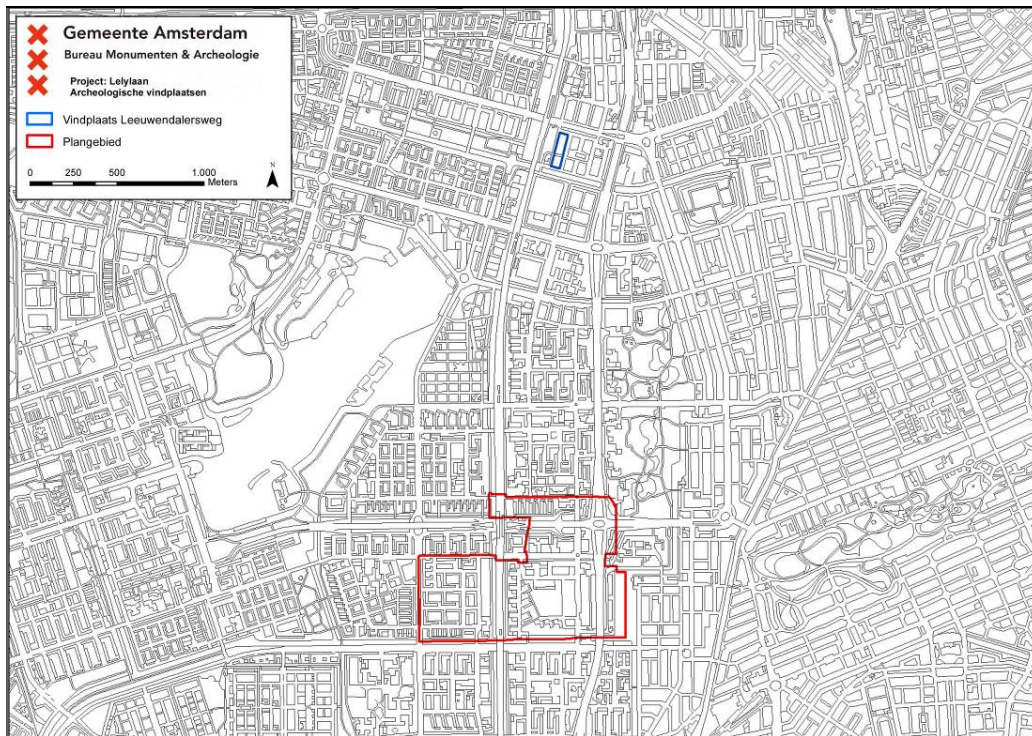 Gemeente Amsterdam
Bureau Monumenten & Archeologie
Project: Lelylaan
Archeologische vindplaatsen
Vindplaats Leeuwendalersweg
Plangebied
0 250 500 1.000
Meters
N